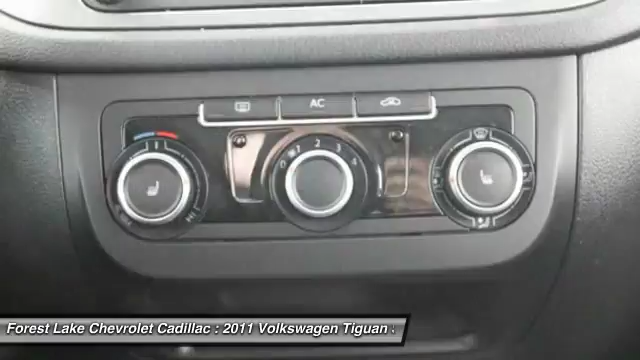 AC
0 1 2 3 4
Forest Lake Chevrolet Cadillac : 2011 Volkswagen Tiguan